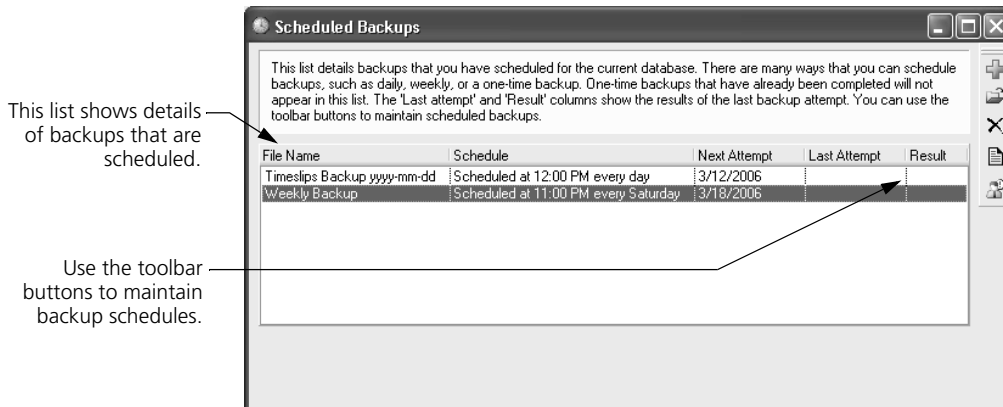 Scheduled Backups
This list details backups that you have scheduled for the current database. There are many ways that you can schedule
backups, such as daily, weekly, or a one-time backup. One-time backups that have already been completed will not
appear in this list. The 'Last attempt' and 'Result' columns show the results of the last backup attempt. You can use the
toolbar buttons to maintain scheduled backups.
This list shows details
of backups that are
scheduled.
File Name Schedule Next Attempt Last Attempt Result
Timeslips Backup yyyy-mm-dd Scheduled at 12:00 PM every day 3/12/2006
Weekly Backup Scheduled at 11:00 PM every Saturday 3/18/2006
Use the toolbar
buttons to maintain
backup schedules.